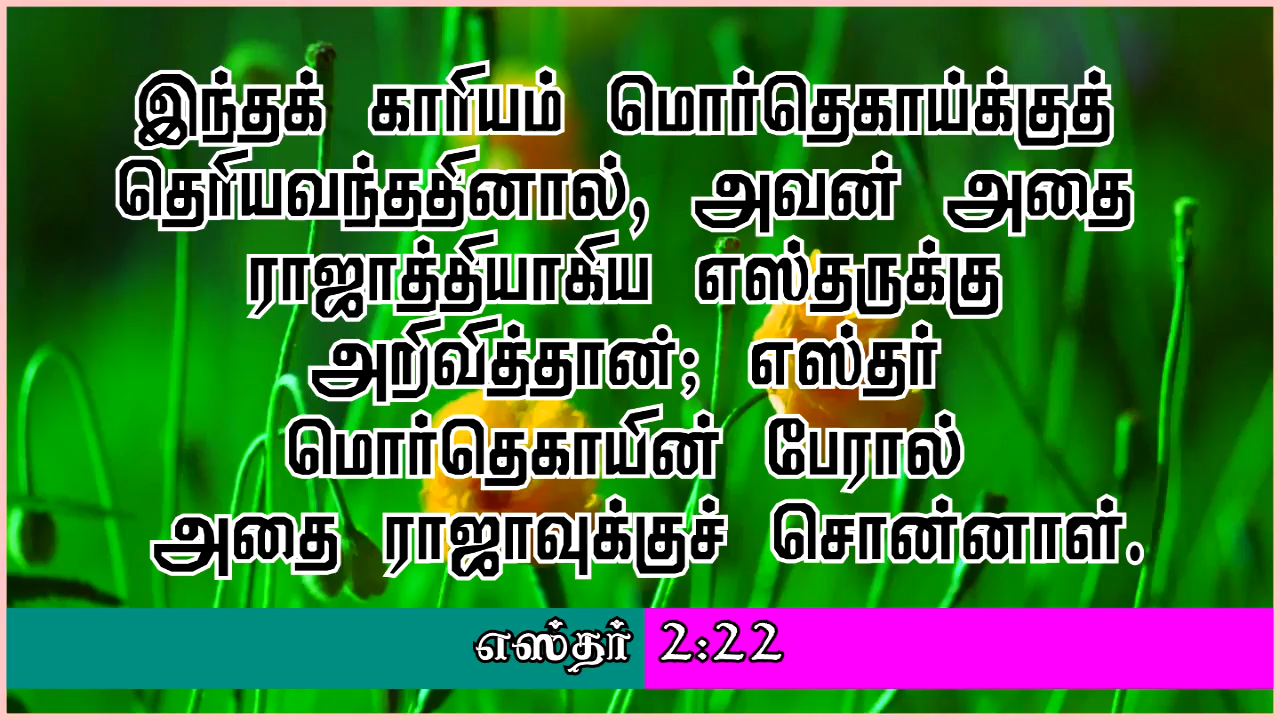 இந்தக் காரியம் மொர்தெகாய்க்குத்
தெரியவந்ததினால், அவன் அதை
ராஜாத்தியாகிய எஸ்தருக்கு
அறிவித்தான்; எஸ்தர்
மொர்தெகாயின் பேரால்
அதை ராஜாவுக்குச் சொன்னாள்.
எஸ்தர் 2:22